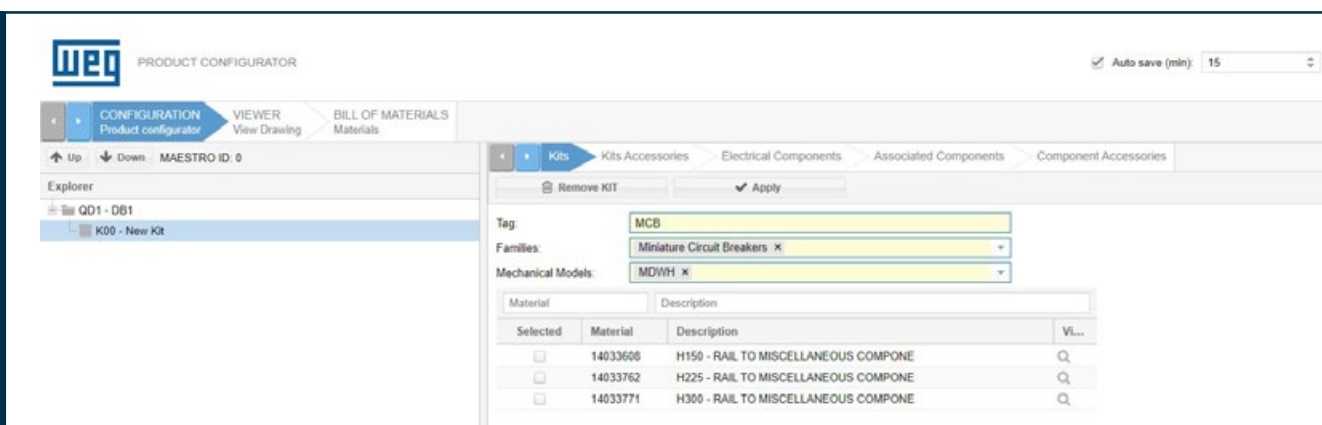 weg PRODUCT CONFIGURATOR Auto save (min): 15
CONFIGURATION VIEWER BILL OF MATERIALS
Product configurator View Drawing Materials
Up Down MAESTRO ID: 0 Kits Kits Accessories Electrical Components Associated Components Component Accessories
Explorer Remove KIT Apply
QD1 - DB1
K00 - New Kit
Tag: MCB
Families: Miniature Circuit Breakers ×
Mechanical Models: MDWH ×
Material Description
Selected Material Description Vi...
14033608 H150 - RAIL TO MISCELLANEOUS COMPONE
14033762 H225 - RAIL TO MISCELLANEOUS COMPONE
14033771 H300 - RAIL TO MISCELLANEOUS COMPONE